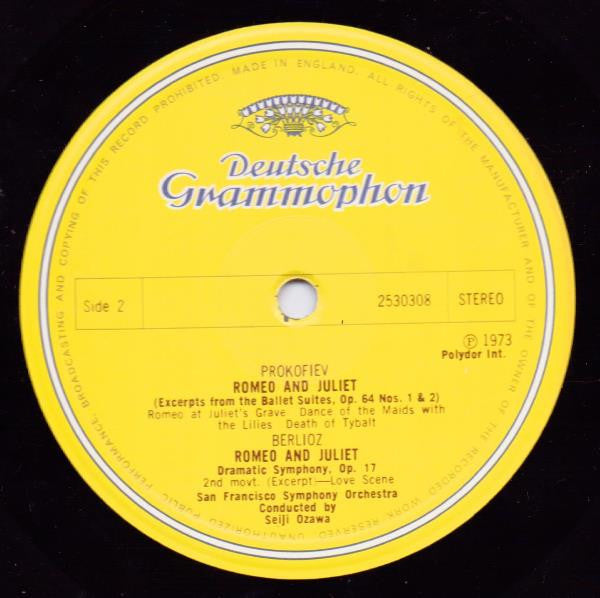 BROADCASTING AND COPYING OF THIS RECORD PROHIBITED. MADE IN ENGLAND. ALL RIGHTS OF THE MANUFACTURER AND OF THE OWNER OF THE RECORDED WORK RESERVED. UNAUTHORIZED PUBLIC PERFORMANCE,
Deutsche
Grammophon
Side 2
2530308
STEREO
℗ 1973
Polydor Int.
PROKOFIEV
ROMEO AND JULIET
(Excerpts from the Ballet Suites, Op. 64 Nos. 1 & 2)
Romeo at Juliet's Grave Dance of the Maids with
the Lilies Death of Tybalt
BERLIOZ
ROMEO AND JULIET
Dramatic Symphony, Op. 17
2nd movt. (Excerpt)—Love Scene
San Francisco Symphony Orchestra
Conducted by
Seiji Ozawa